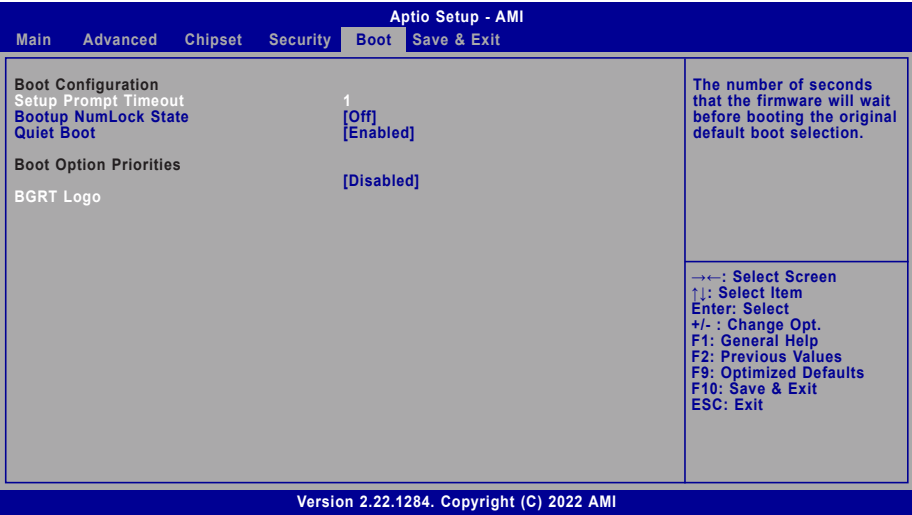 Aptio Setup - AMI
Main Advanced Chipset Security Boot Save & Exit
Boot Configuration
Setup Prompt Timeout 1
Bootup NumLock State [Off]
Quiet Boot [Enabled]
Boot Option Priorities
[Disabled]
BGRT Logo
The number of seconds
that the firmware will wait
before booting the original
default boot selection.
→←: Select Screen
↑↓: Select Item
Enter: Select
+/- : Change Opt.
F1: General Help
F2: Previous Values
F9: Optimized Defaults
F10: Save & Exit
ESC: Exit
Version 2.22.1284. Copyright (C) 2022 AMI